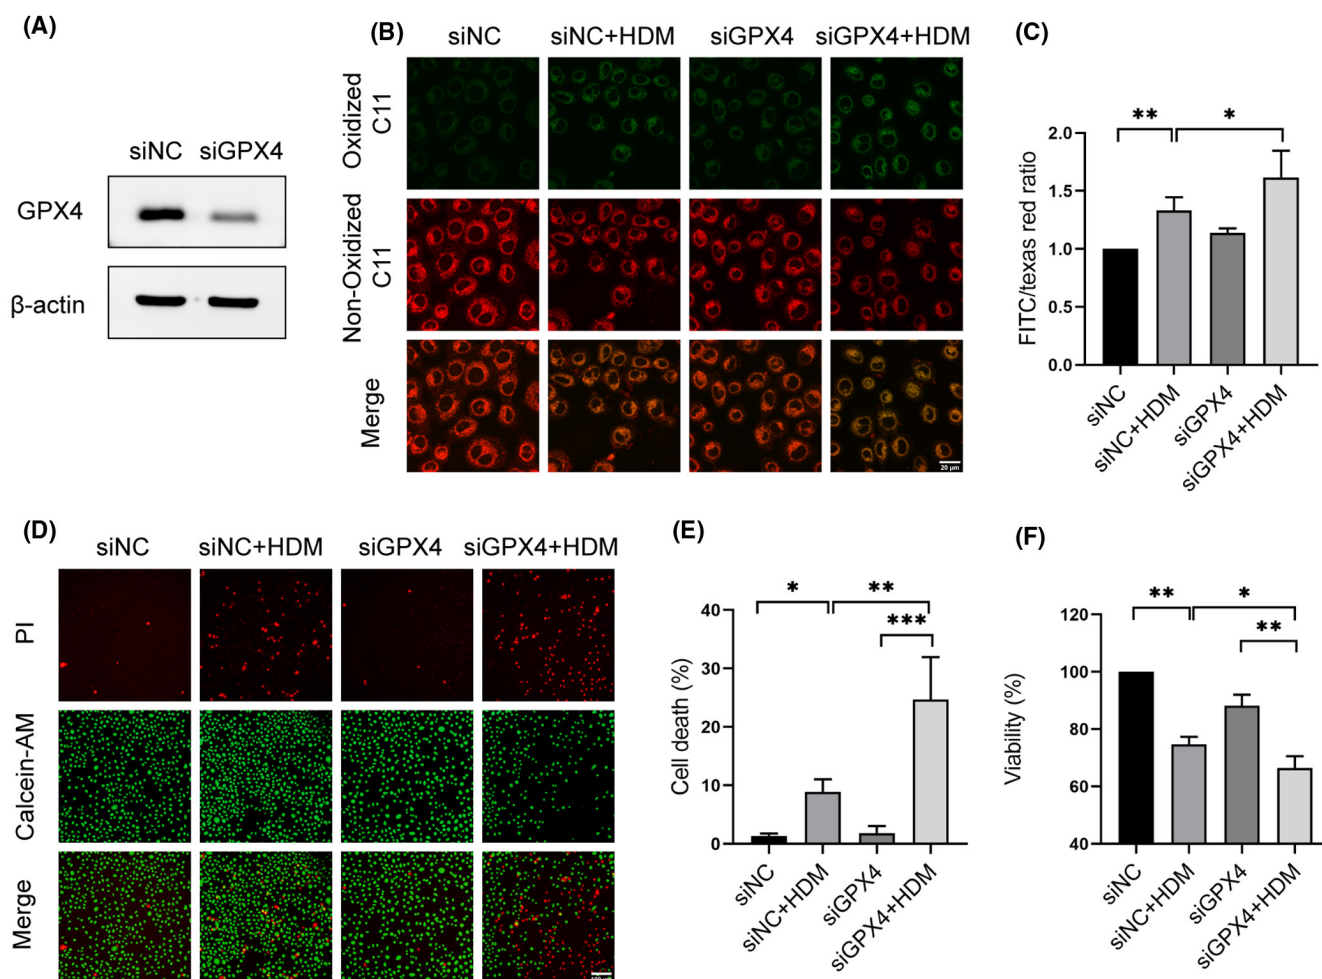 (A)
siNC siGPX4
GPX4
β-actin
(B)
siNC siNC+HDM siGPX4 siGPX4+HDM
Oxidized
C11
Non-Oxidized
C11
Merge
20 μm
(C)
** *
FITC/texas red ratio
2.0
1.5
1.0
0.5
0.0
siNC
siNC+HDM
siGPX4
siGPX4+HDM
(D)
siNC siNC+HDM siGPX4 siGPX4+HDM
PI
Calcein-AM
Merge
(E)
* **
***
Cell death (%)
40
30
20
10
0
siNC
siNC+HDM
siGPX4
siGPX4+HDM
(F)
** *
**
Viability (%)
120
100
80
60
40
siNC
siNC+HDM
siGPX4
siGPX4+HDM